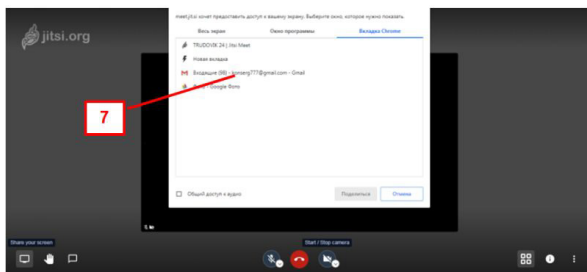 meet.jitsi хочет предоставить доступ к вашему экрану. Выберите окно, которое нужно показать.
jitsi.org
Весь экран
Окно программы
Вкладка Chrome
TRUDOVIK 24 | Jitsi Meet
Новая вкладка
Входящие (98) - @gmail.com - Gmail
Google Фото
7
Общий доступ к аудио
Поделиться
Отмена
Share your screen
Start / Stop camera